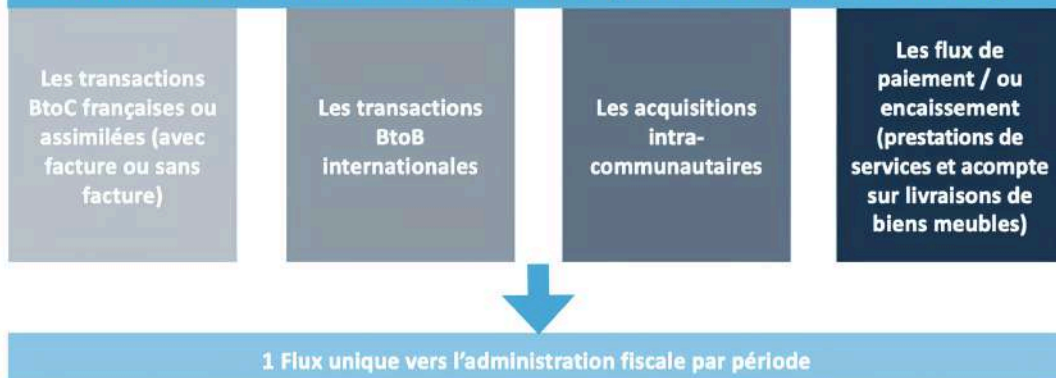 Les transactions
BtoC françaises ou
assimilées (avec
facture ou sans
facture)
Les transactions
BtoB
internationales
Les acquisitions
intra-
communautaires
Les flux de
paiement / ou
encaissement
(prestations de
services et acompte
sur livraisons de
biens meubles)
1 Flux unique vers l'administration fiscale par période